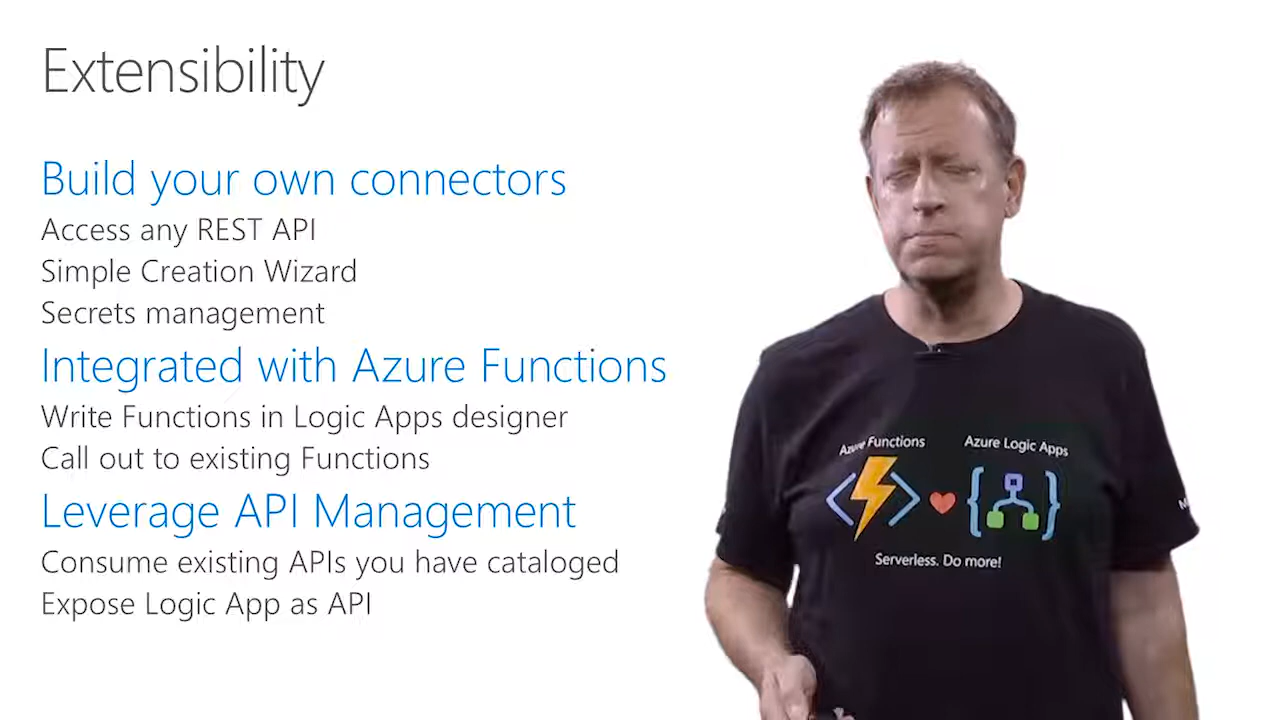 Extensibility
Build your own connectors
Access any REST API
Simple Creation Wizard
Secrets management
Integrated with Azure Functions
Write Functions in Logic Apps designer
Call out to existing Functions
Leverage API Management
Consume existing APIs you have cataloged
Expose Logic App as API
Azure Functions
Azure Logic Apps
Serverless. Do more!